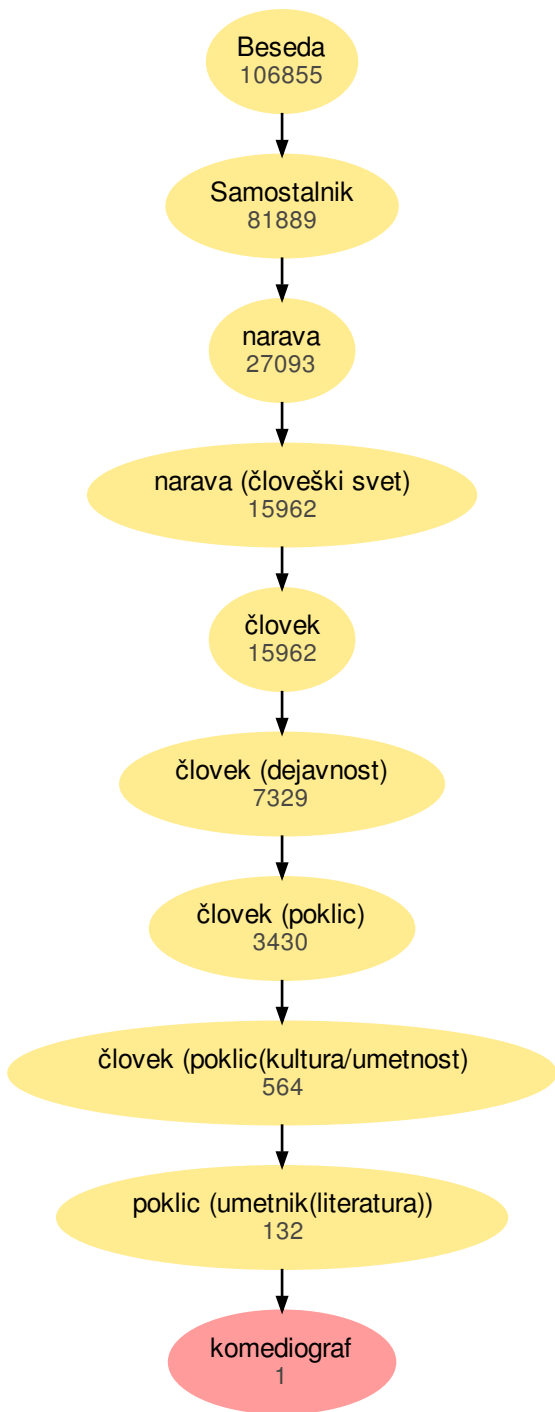 Beseda
106855
Samostalnik
81889
narava
27093
narava (človeški svet)
15962
človek
15962
človek (dejavnost)
7329
človek (poklic)
3430
človek (poklic(kultura/umetnost)
564
poklic (umetnik(literatura))
132
komediograf
1